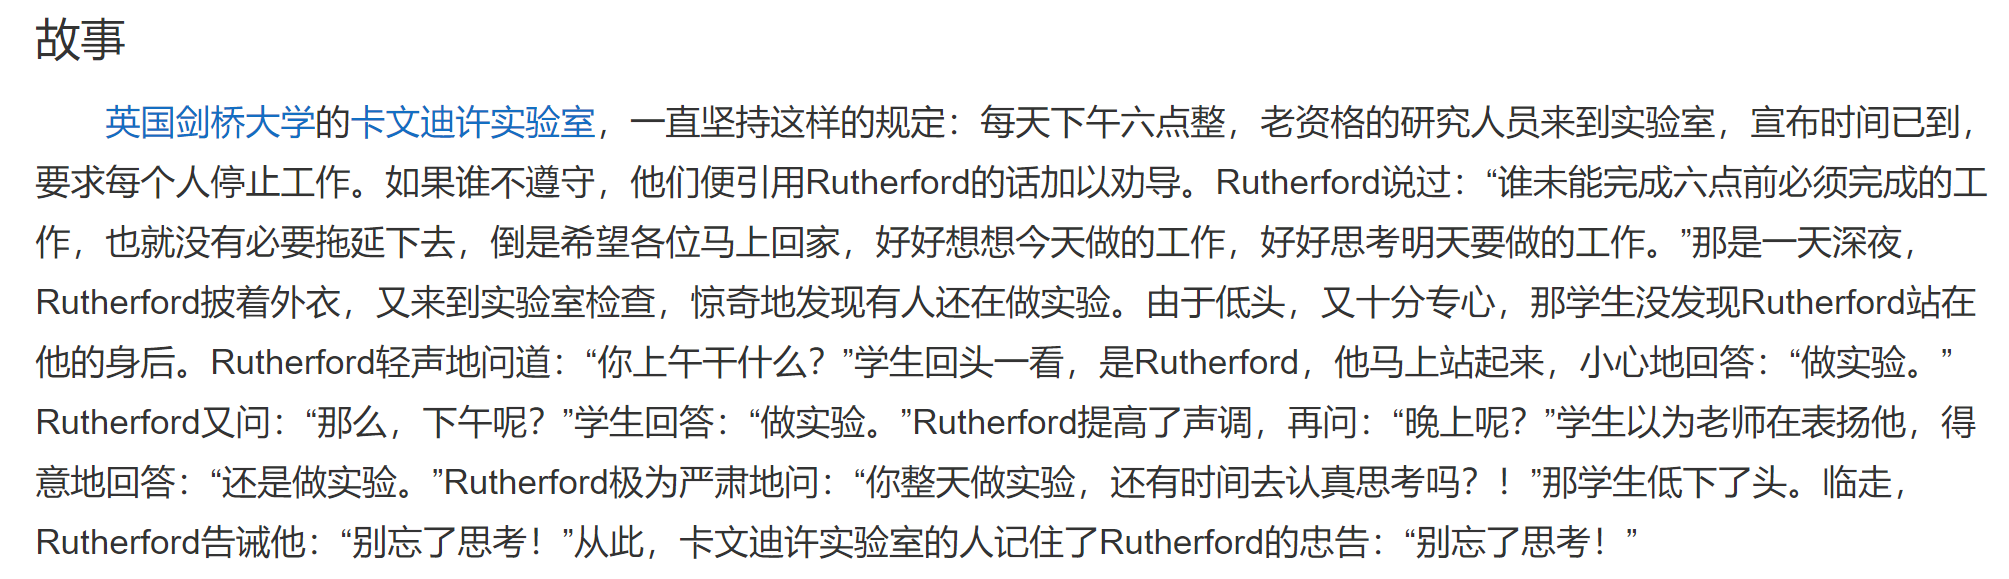 故事
英国剑桥大学的卡文迪许实验室，一直坚持这样的规定：每天下午六点整，老资格的研究人员来到实验室，宣布时间已到，
要求每个人停止工作。如果谁不遵守，他们便引用Rutherford的话加以劝导。Rutherford说过：“谁未能完成六点前必须完成的工
作，也就没有必要拖延下去，倒是希望各位马上回家，好好想想今天做的工作，好好思考明天要做的工作。”那是一天深夜，
Rutherford披着外衣，又来到实验室检查，惊奇地发现有人还在做实验。由于低头，又十分专心，那学生没发现Rutherford站在
他的身后。Rutherford轻声地问道：“你上午干什么？”学生回头一看，是Rutherford，他马上站起来，小心地回答：“做实验。”
Rutherford又问：“那么，下午呢？”学生回答：“做实验。”Rutherford提高了声调，再问：“晚上呢？”学生以为老师在表扬他，得
意地回答：“还是做实验。”Rutherford极为严肃地问：“你整天做实验，还有时间去认真思考吗？！”那学生低下了头。临走，
Rutherford告诫他：“别忘了思考！”从此，卡文迪许实验室的人记住了Rutherford的忠告：“别忘了思考！”